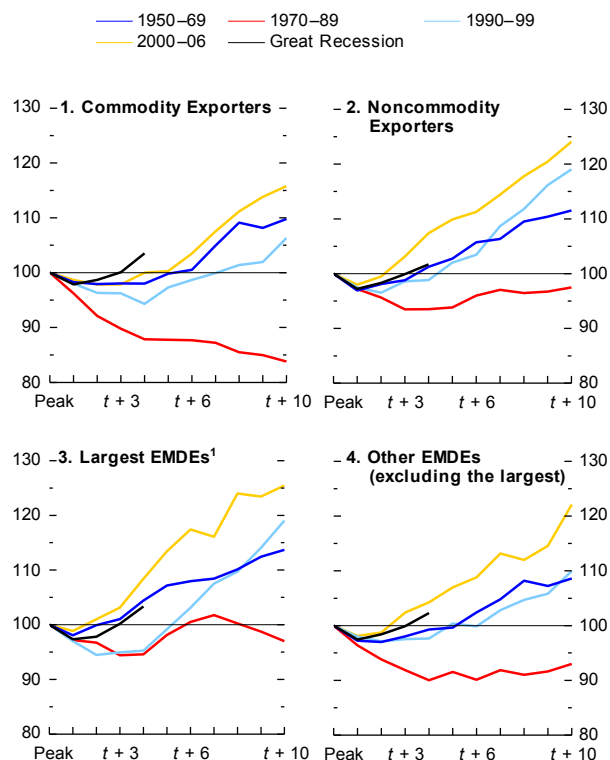 1950–69 1970–89 1990–99
2000–06 Great Recession
130 1. Commodity Exporters 2. Noncommodity 130
Exporters
120 120
110 110
100 100
90 90
80 80
Peak t + 3 t + 6 t + 10 Peak t + 3 t + 6 t + 10
130 3. Largest EMDEs¹ 4. Other EMDEs 130
(excluding the largest)
120 120
110 110
100 100
90 90
80 80
Peak t + 3 t + 6 t + 10 Peak t + 3 t + 6 t + 10